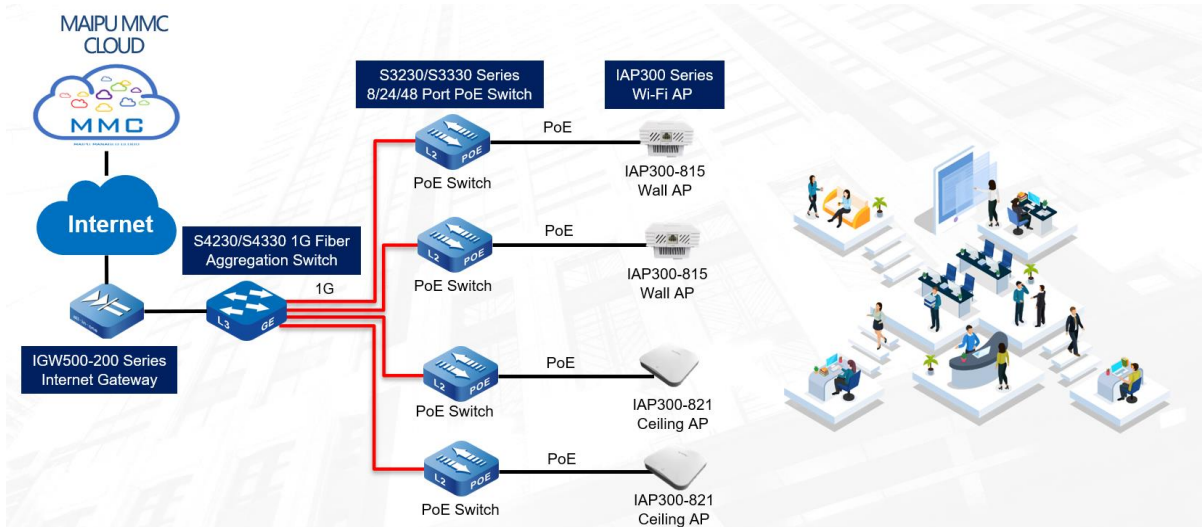 MAIPU MMC
CLOUD
MMC
Internet
IGW500-200 Series
Internet Gateway
S4230/S4330 1G Fiber
Aggregation Switch
1G
L3
GE
S3230/S3330 Series
8/24/48 Port PoE Switch
IAP300 Series
Wi-Fi AP
L2
POE
PoE Switch
PoE
IAP300-815
Wall AP
L2
POE
PoE Switch
PoE
IAP300-815
Wall AP
L2
POE
PoE Switch
PoE
IAP300-821
Ceiling AP
L2
POE
PoE Switch
PoE
IAP300-821
Ceiling AP